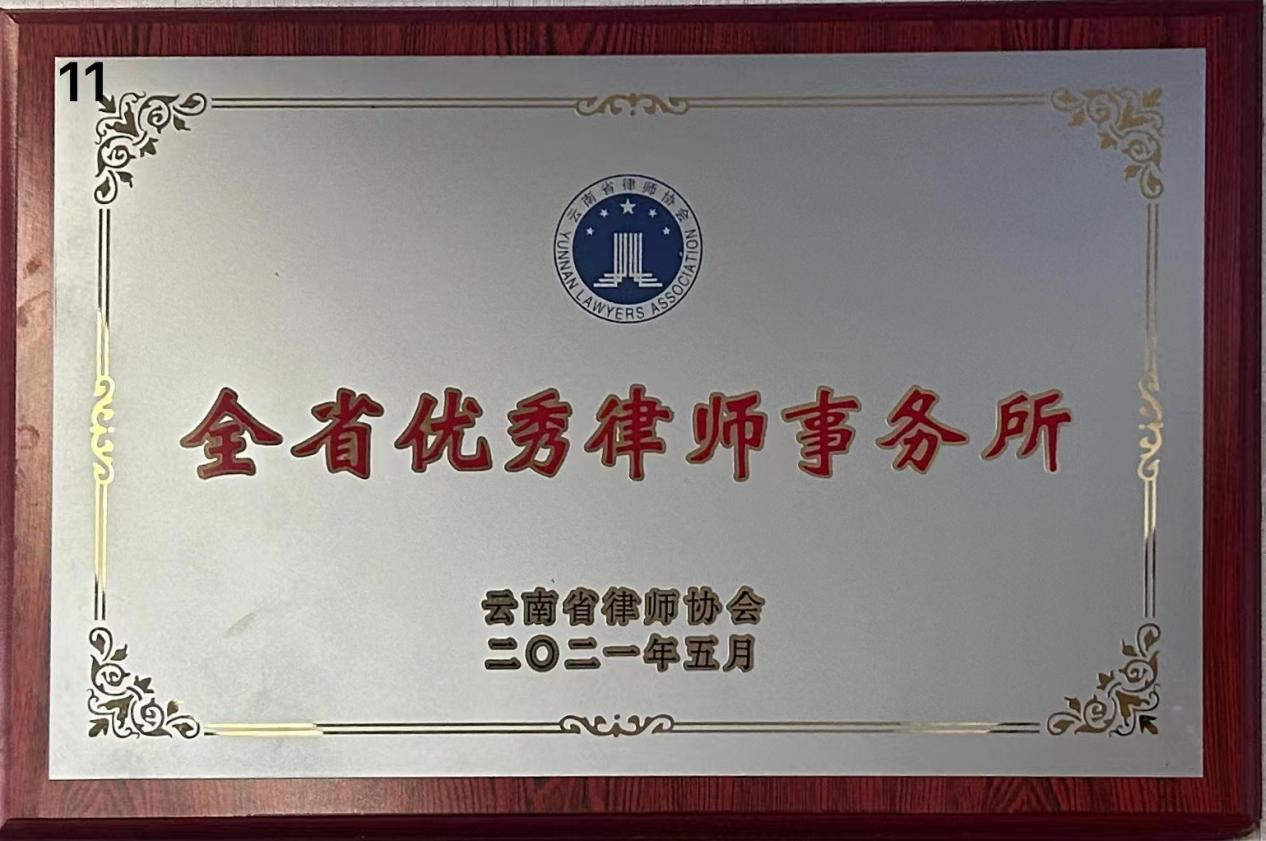 11
云南省律师协会
YUNNAN LAWYERS ASSOCIATION
全省优秀律师事务所
云南省律师协会
二〇二一年五月